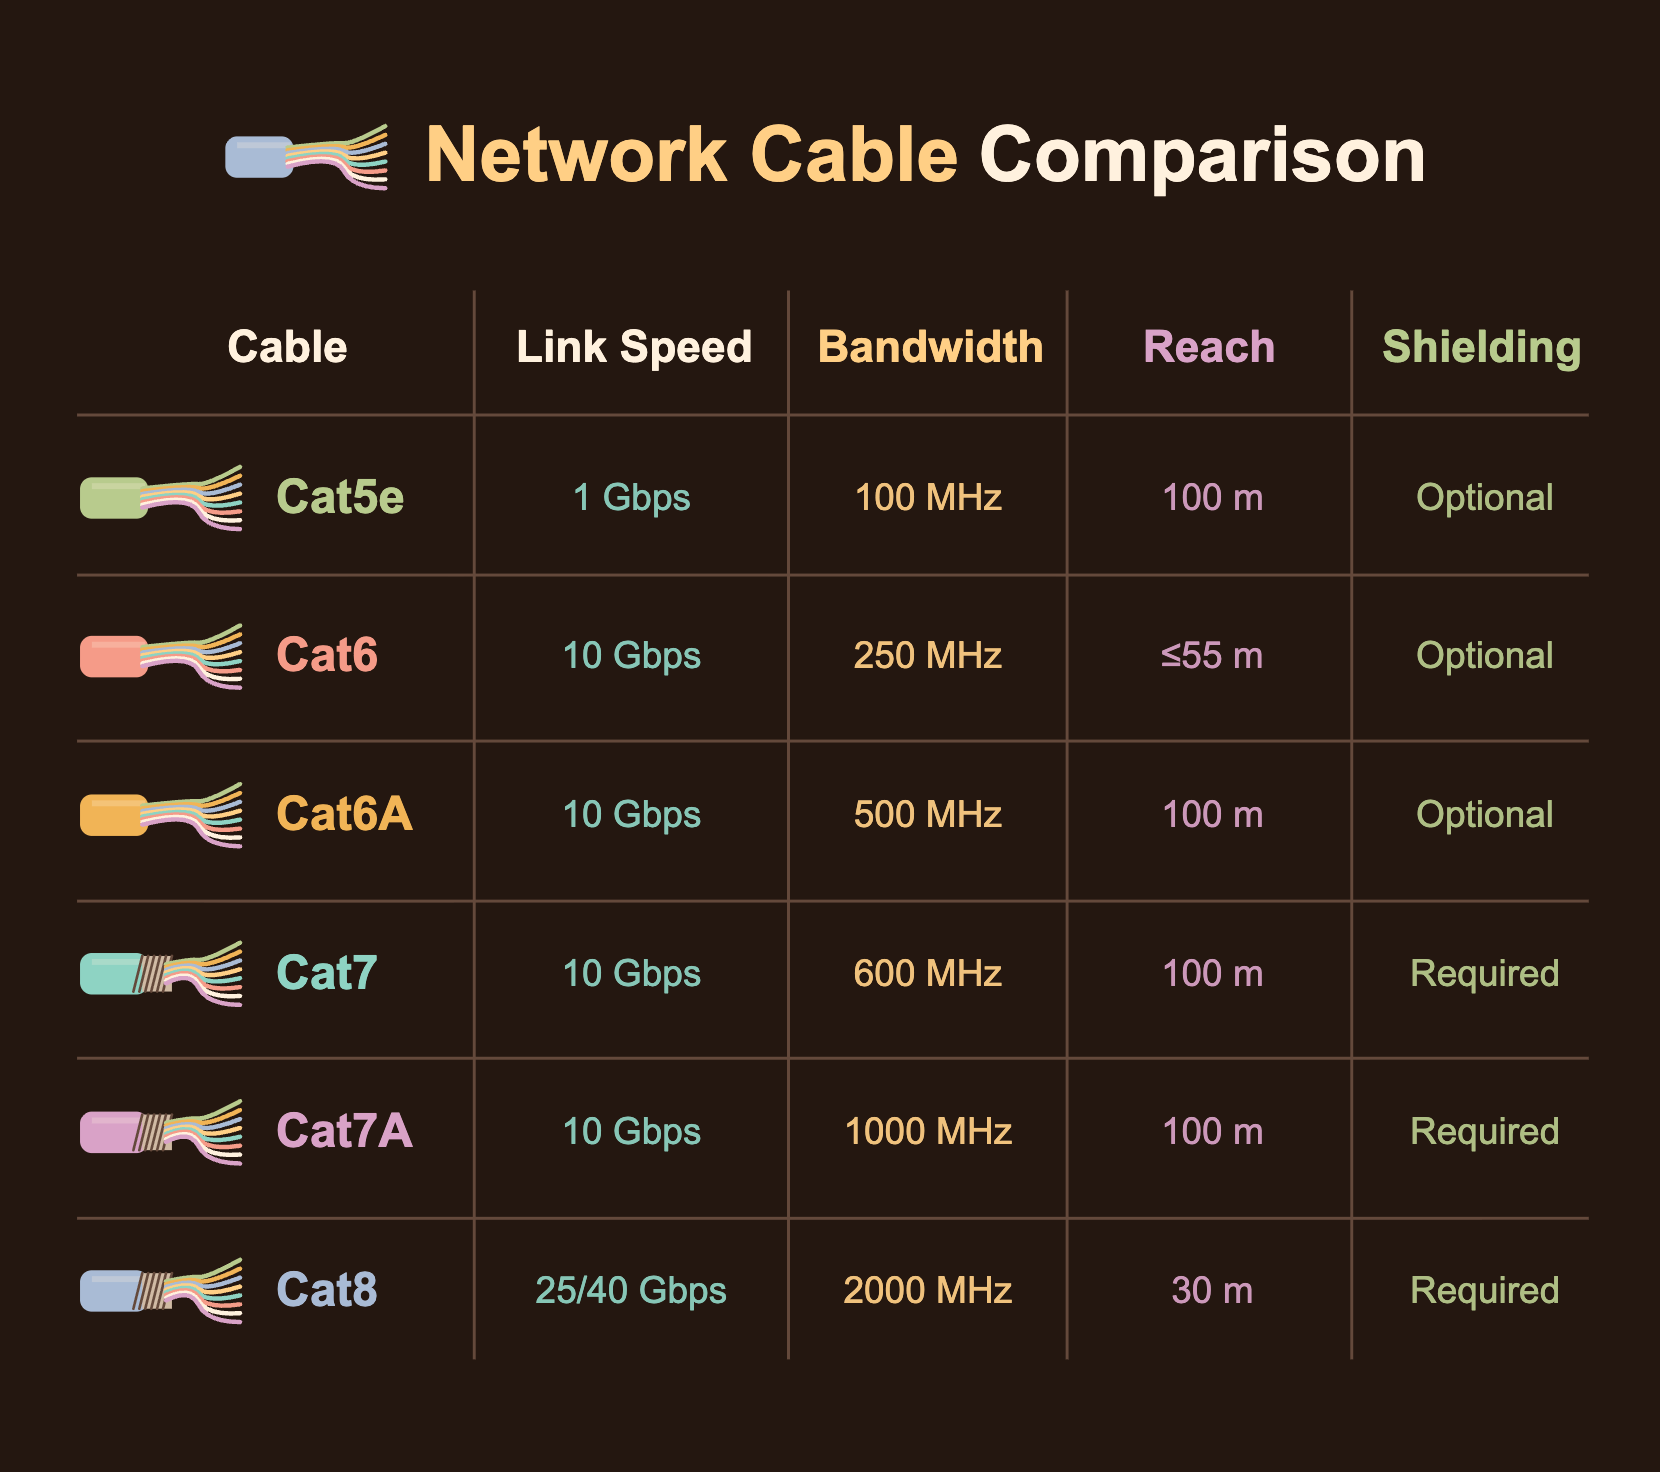 Network Cable Comparison
Cable Link Speed Bandwidth Reach Shielding
Cat5e 1 Gbps 100 MHz 100 m Optional
Cat6 10 Gbps 250 MHz ≤55 m Optional
Cat6A 10 Gbps 500 MHz 100 m Optional
Cat7 10 Gbps 600 MHz 100 m Required
Cat7A 10 Gbps 1000 MHz 100 m Required
Cat8 25/40 Gbps 2000 MHz 30 m Required